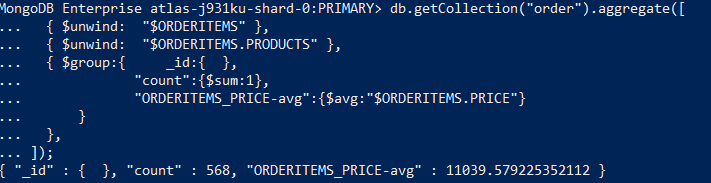 MongoDB Enterprise atlas-j931ku-shard-0:PRIMARY> db.getCollection("order").aggregate([
... { $unwind: "$ORDERITEMS" },
... { $unwind: "$ORDERITEMS.PRODUCTS" },
... { $group:{ _id:{ },
... "count":{$sum:1},
... "ORDERITEMS_PRICE-avg":{$avg:"$ORDERITEMS.PRICE"}
... }
... },
... ]);
{ "_id" : { }, "count" : 568, "ORDERITEMS_PRICE-avg" : 11039.579225352112 }